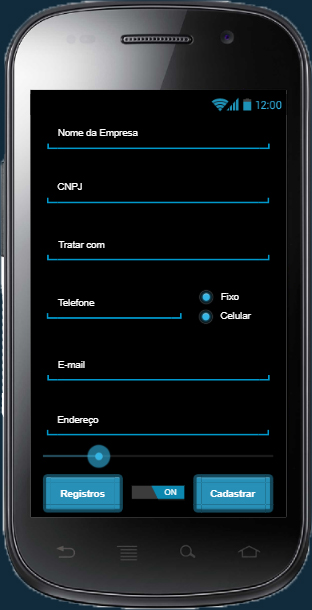 12:00
Nome da Empresa
CNPJ
Tratar com
Telefone
Fixo
Celular
E-mail
Endereço
Registros
ON
Cadastrar